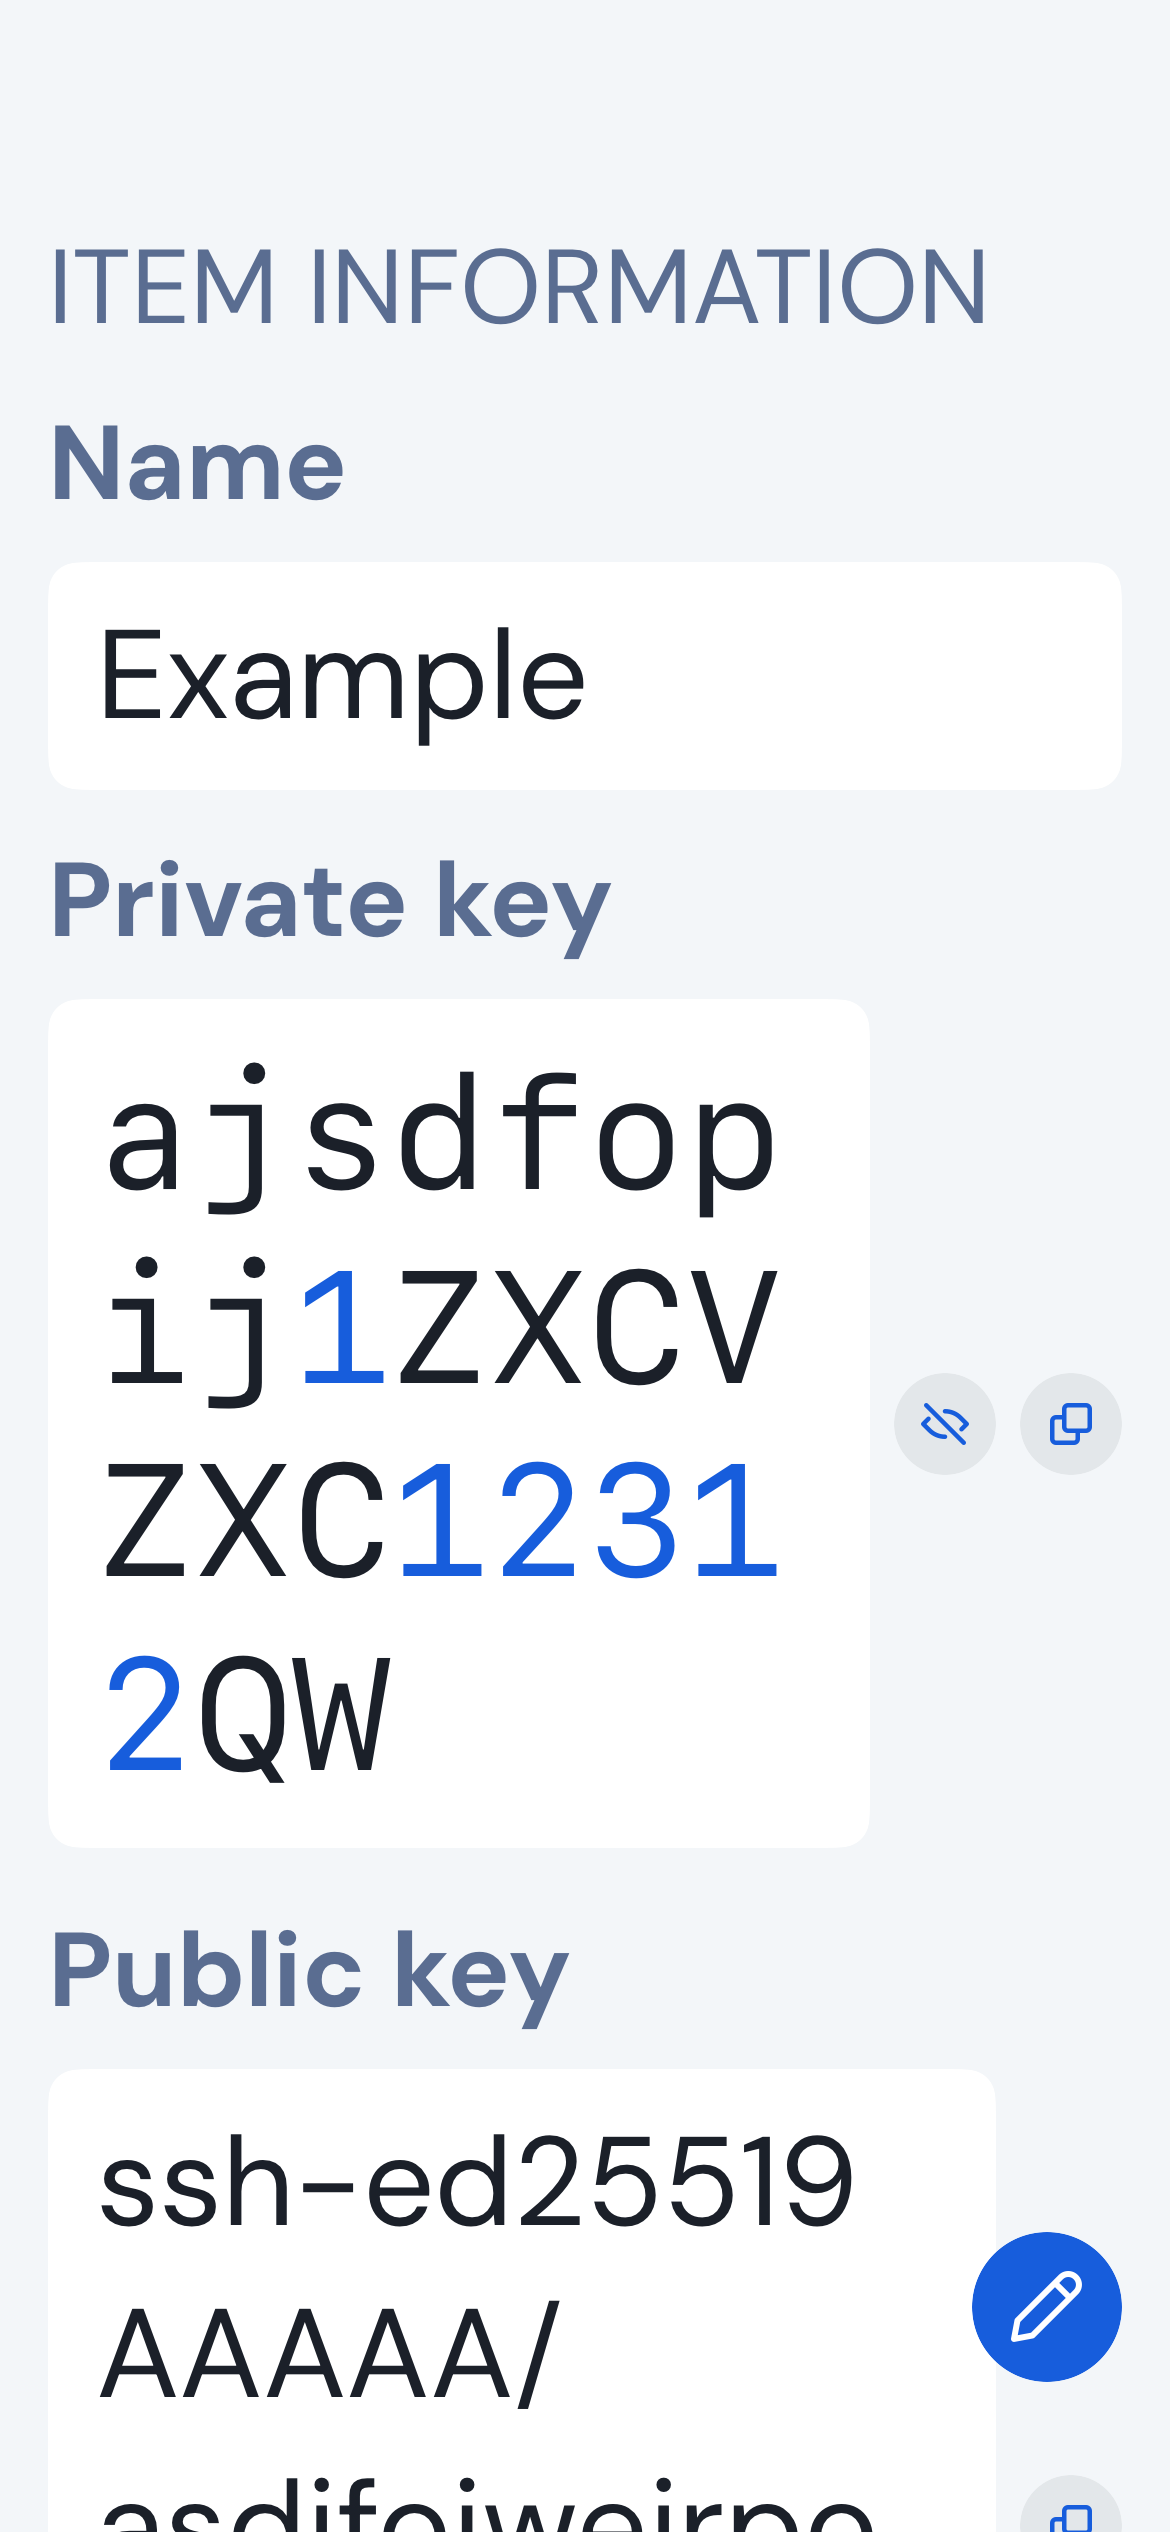 ITEM INFORMATION
Name
Example
Private key
ajsdfop
ij1ZXCV
ZXC1231
2QW
Public key
ssh-ed25519
AAAAA/